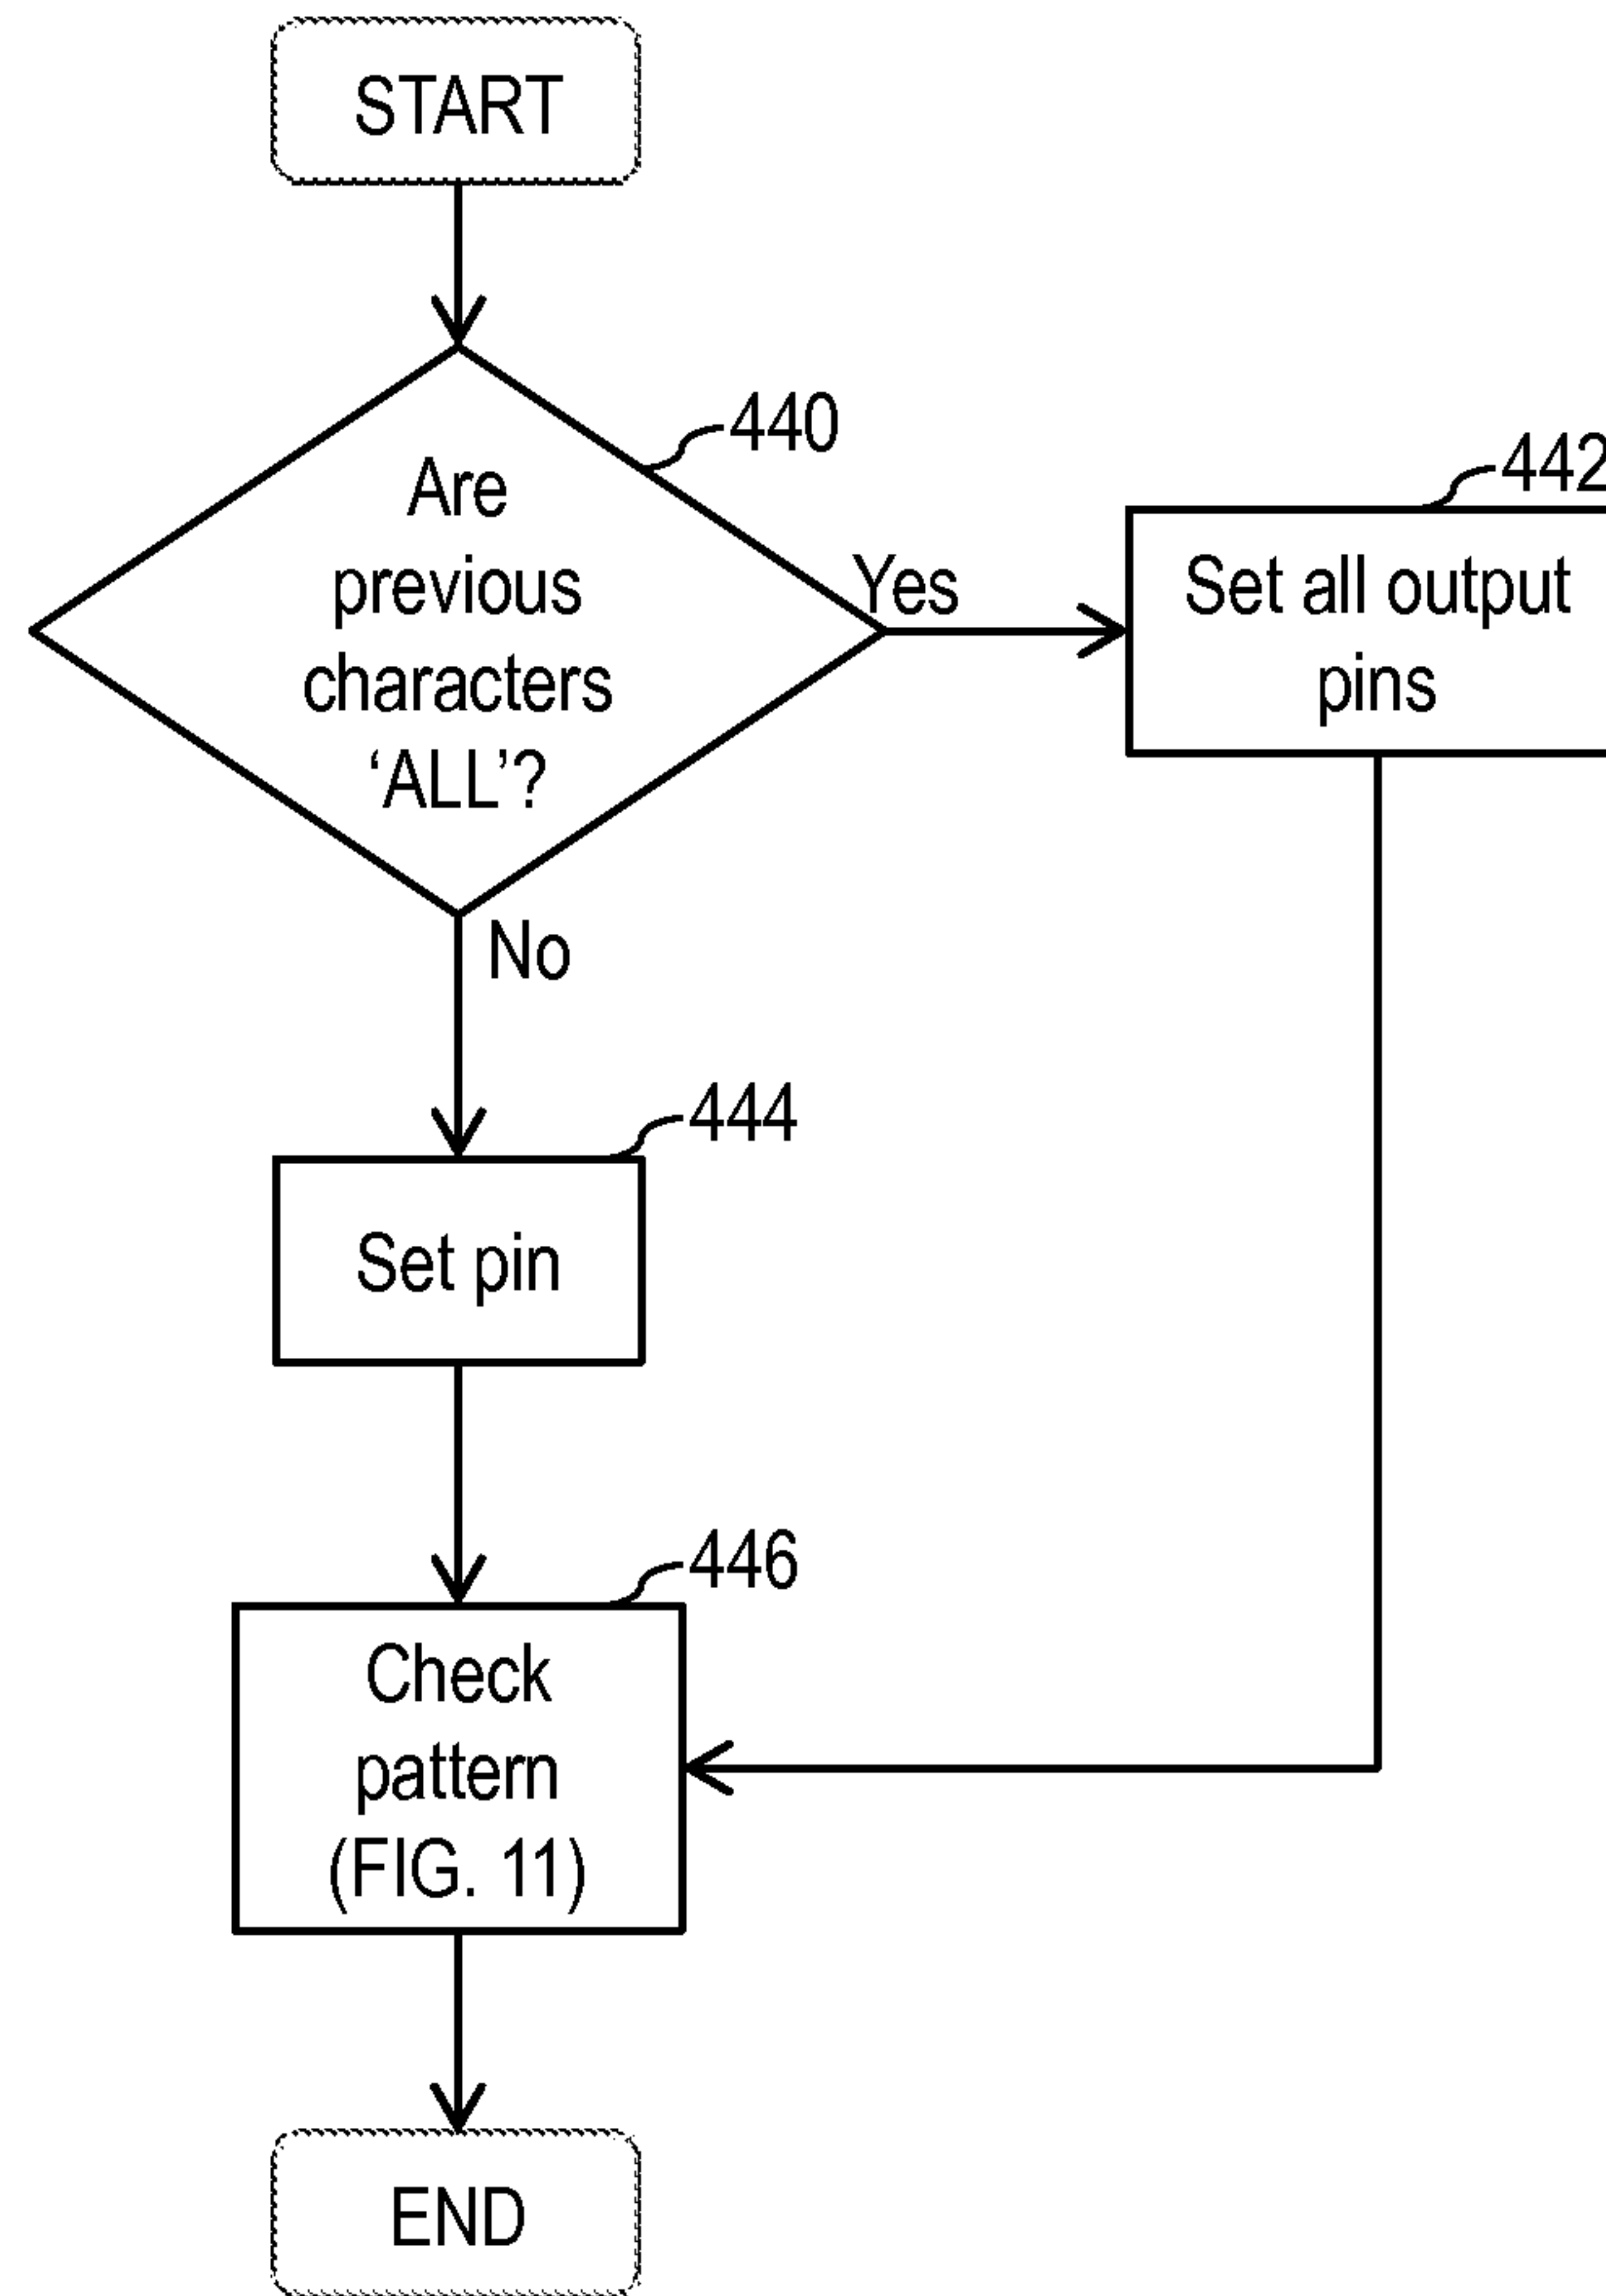 START
440
Are
previous
characters
‘ALL’?
Yes
442
Set all output
pins
No
444
Set pin
446
Check
pattern
(FIG. 11)
END